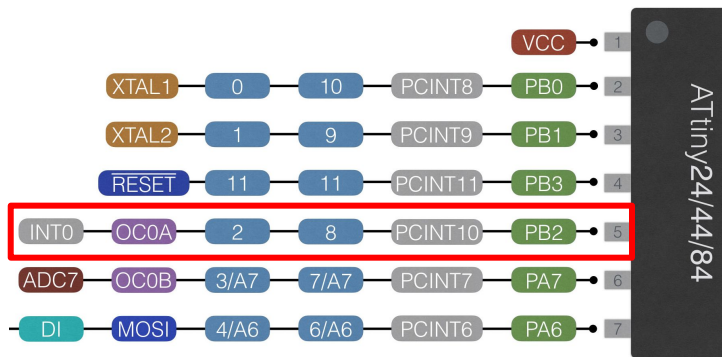 VCC 1
XTAL1 0 10 PCINT8 PB0 2
XTAL2 1 9 PCINT9 PB1 3
RESET 11 11 PCINT11 PB3 4
INT0 OC0A 2 8 PCINT10 PB2 5
ADC7 OC0B 3/A7 7/A7 PCINT7 PA7 6
DI MOSI 4/A6 6/A6 PCINT6 PA6 7
ATtiny24/44/84